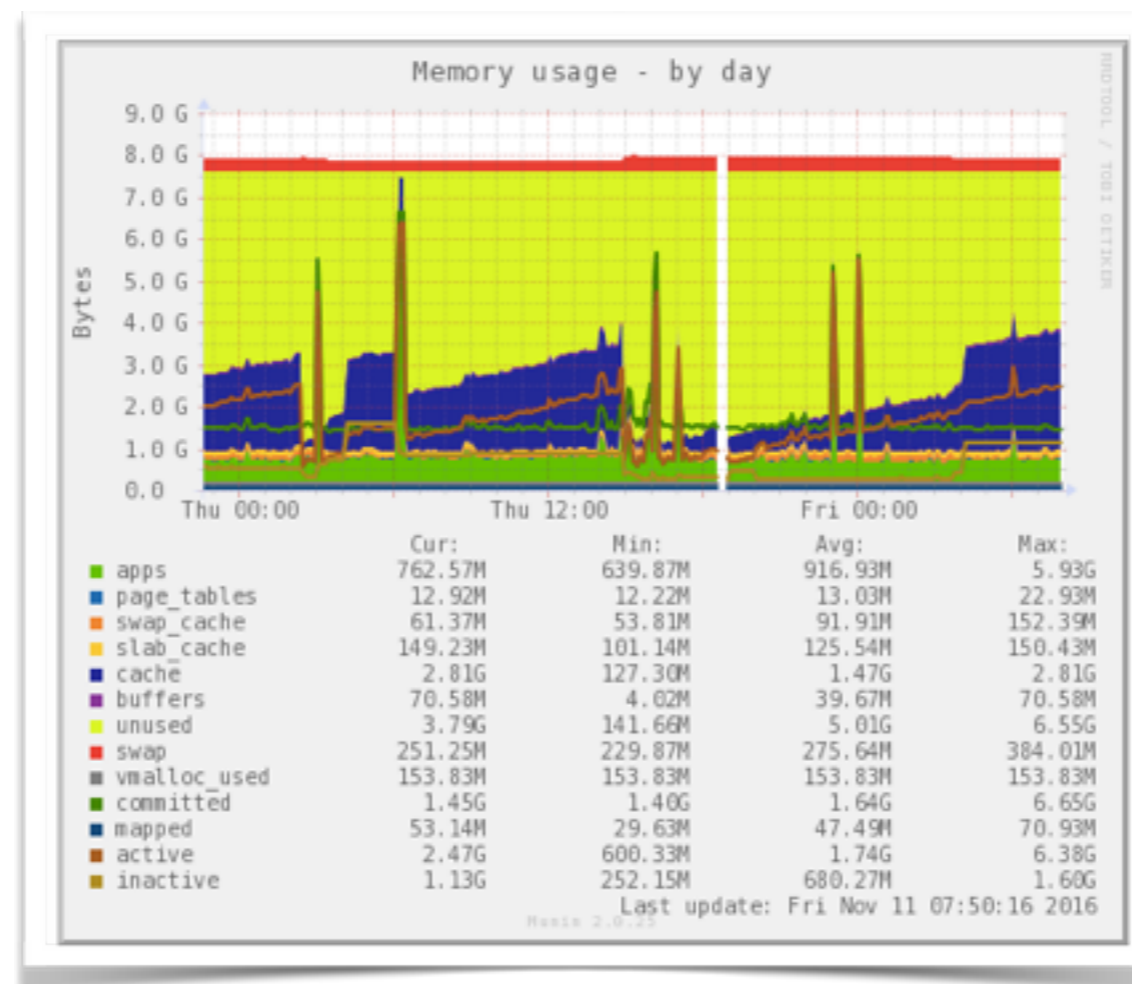 Memory usage - by day
RRDTOOL / TOBI OETIKER
9.0 G
8.0 G
7.0 G
6.0 G
5.0 G
4.0 G
3.0 G
2.0 G
1.0 G
0.0
Bytes
Thu 00:00 Thu 12:00 Fri 00:00
Cur: Min: Avg: Max:
apps 762.57M 639.87M 916.93M 5.93G
page_tables 12.92M 12.22M 13.03M 22.93M
swap_cache 61.37M 53.81M 91.91M 152.39M
slab_cache 149.23M 101.14M 125.54M 150.43M
cache 2.81G 127.30M 1.47G 2.81G
buffers 70.58M 4.02M 39.67M 70.58M
unused 3.79G 141.66M 5.01G 6.55G
swap 251.25M 229.87M 275.64M 384.01M
vmalloc_used 153.83M 153.83M 153.83M 153.83M
committed 1.45G 1.40G 1.64G 6.65G
mapped 53.14M 29.63M 47.49M 70.93M
active 2.47G 600.33M 1.74G 6.38G
inactive 1.13G 252.15M 680.27M 1.60G
Last update: Fri Nov 11 07:50:16 2016
Munin 2.0.25